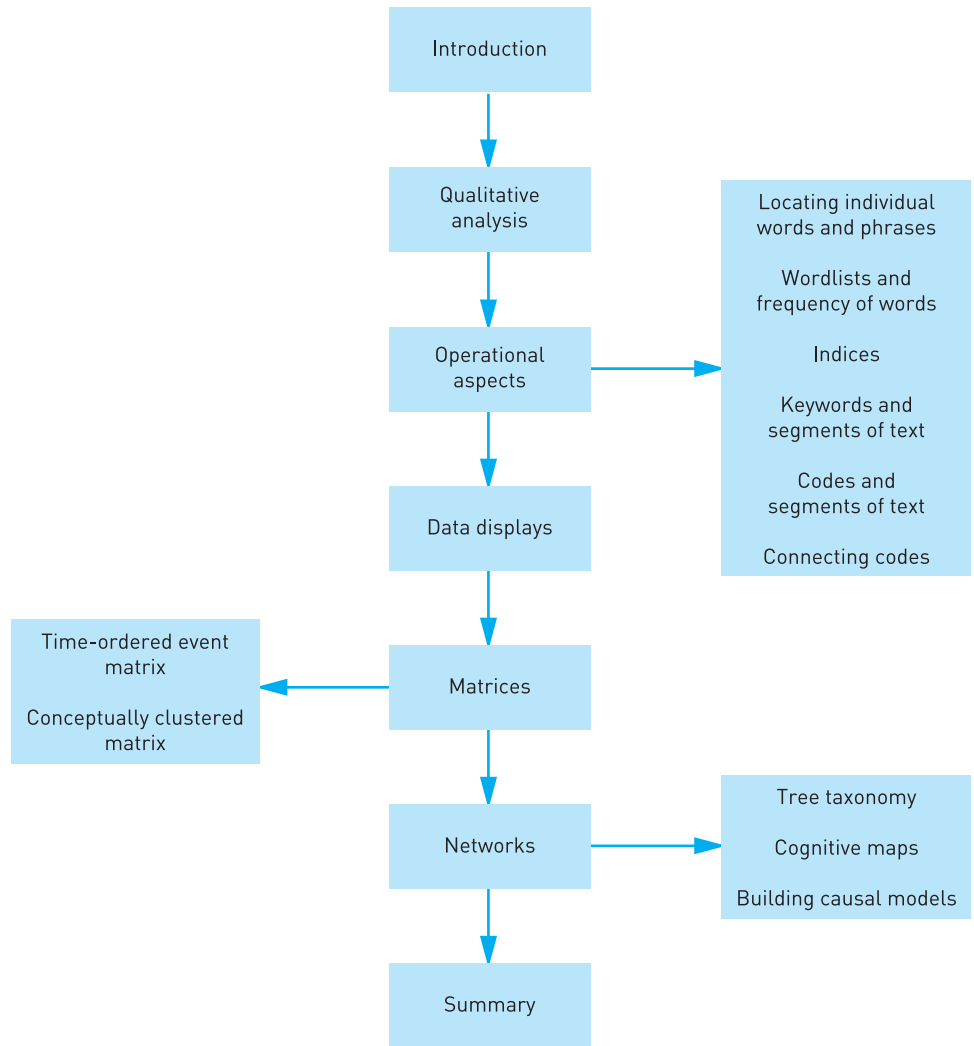 Introduction
Qualitative
analysis
Operational
aspects
Locating individual
words and phrases
Wordlists and
frequency of words
Indices
Keywords and
segments of text
Codes and
segments of text
Connecting codes
Data displays
Matrices
Time-ordered event
matrix
Conceptually clustered
matrix
Networks
Tree taxonomy
Cognitive maps
Building causal models
Summary